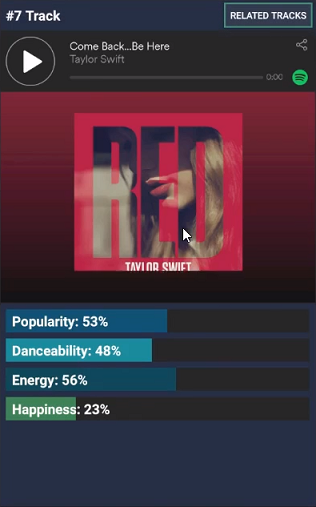 #7 Track
RELATED TRACKS
Come Back...Be Here
Taylor Swift
0:00
RED
TAYLOR SWIFT
Popularity: 53%
Danceability: 48%
Energy: 56%
Happiness: 23%